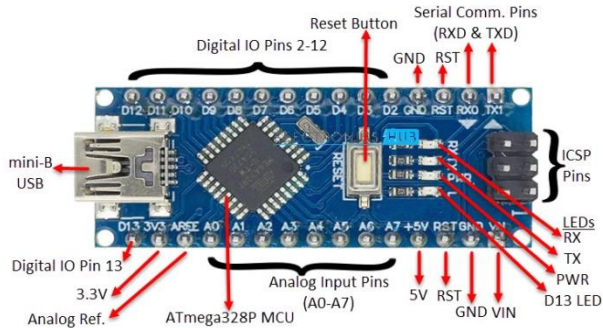 Reset Button
Serial Comm. Pins
(RXD & TXD)
Digital IO Pins 2-12
GND
RST
D12 D11 D10 D9 D8 D7 D6 D5 D4 D3 D2 GND RST RX0 TX1
mini-B
USB
RESET
ICSP
Pins
D13 3V3 AREF A0 A1 A2 A3 A4 A5 A6 A7 +5V RST GND VIN
LEDs
RX
TX
PWR
D13 LED
Digital IO Pin 13
3.3V
Analog Ref.
ATmega328P MCU
Analog Input Pins
(A0-A7)
5V
RST
GND
VIN